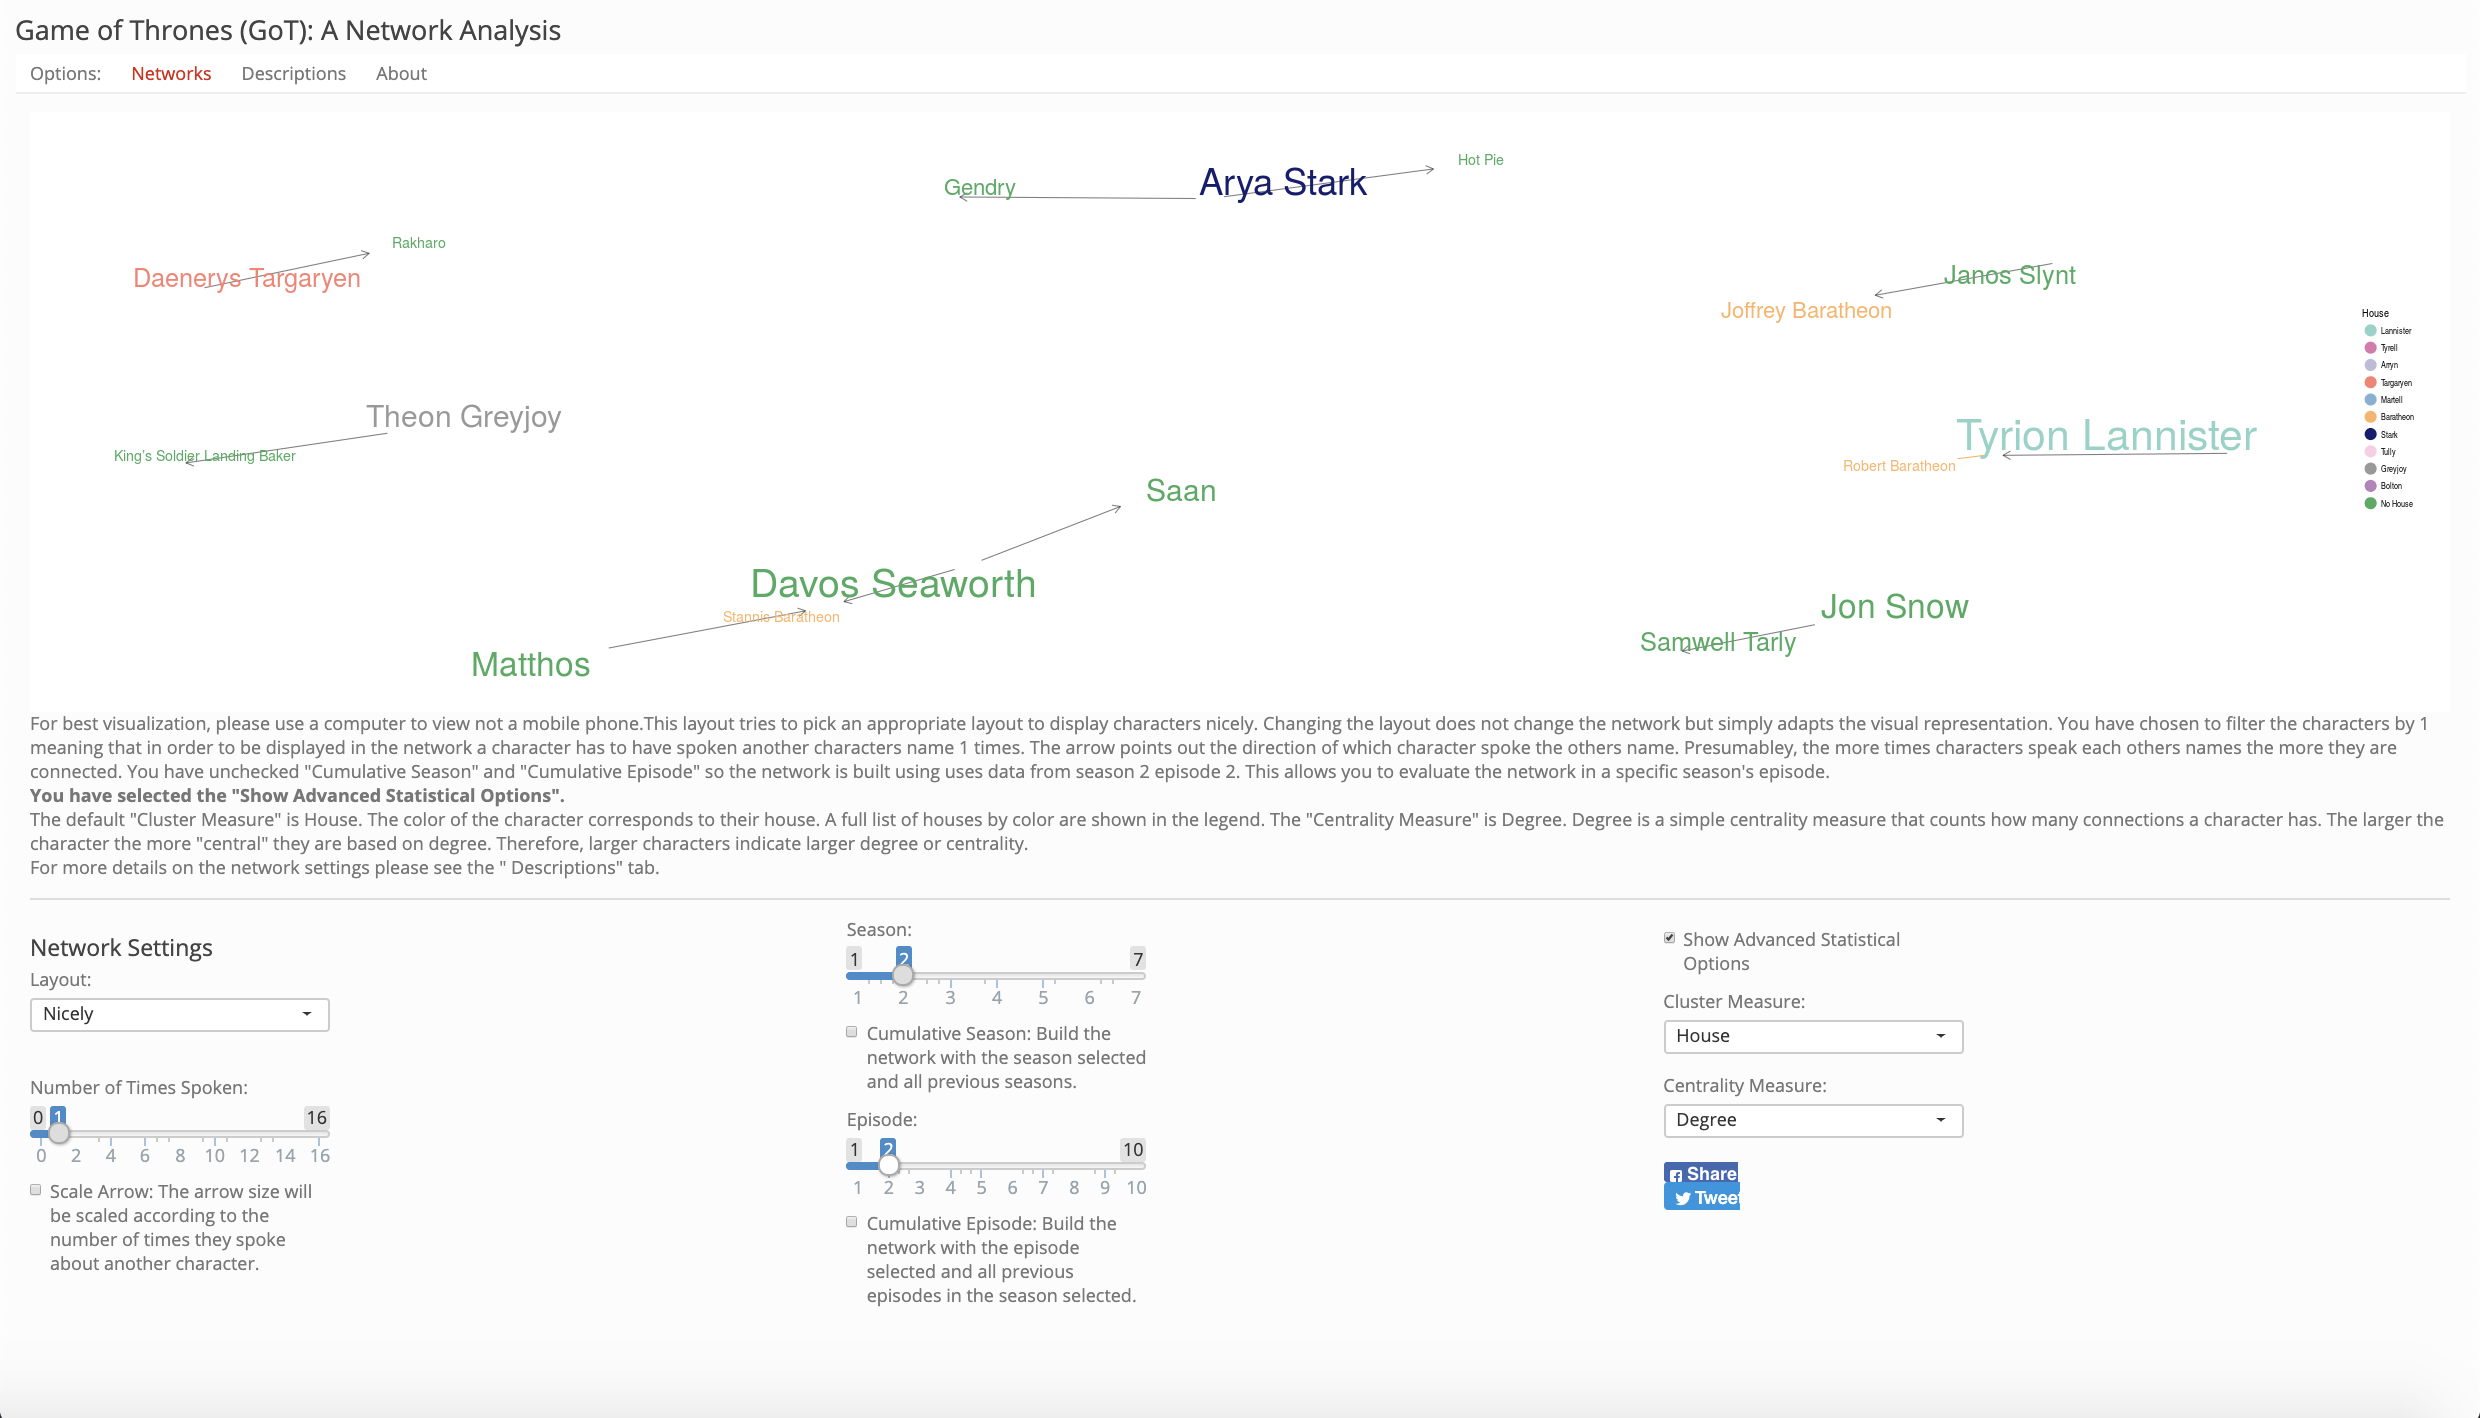 Game of Thrones (GoT): A Network Analysis
Options: Networks Descriptions About
Hot Pie
Arya Stark
Gendry
Rakharo
Daenerys Targaryen
Janos Slynt
Joffrey Baratheon
House
Lannister
Tyrell
Arryn
Targaryen
Martell
Baratheon
Stark
Tully
Greyjoy
Bolton
No House
Theon Greyjoy
King's Soldier Landing Baker
Tyrion Lannister
Robert Baratheon
Saan
Davos Seaworth
Stannis Baratheon
Matthos
Jon Snow
Samwell Tarly
For best visualization, please use a computer to view not a mobile phone.This layout tries to pick an appropriate layout to display characters nicely. Changing the layout does not change the network but simply adapts the visual representation. You have chosen to filter the characters by 1
meaning that in order to be displayed in the network a character has to have spoken another characters name 1 times. The arrow points out the direction of which character spoke the others name. Presumabley, the more times characters speak each others names the more they are
connected. You have unchecked "Cumulative Season" and "Cumulative Episode" so the network is built using uses data from season 2 episode 2. This allows you to evaluate the network in a specific season's episode.
You have selected the "Show Advanced Statistical Options".
The default "Cluster Measure" is House. The color of the character corresponds to their house. A full list of houses by color are shown in the legend. The "Centrality Measure" is Degree. Degree is a simple centrality measure that counts how many connections a character has. The larger the
character the more "central" they are based on degree. Therefore, larger characters indicate larger degree or centrality.
For more details on the network settings please see the " Descriptions" tab.
Network Settings
Layout:
Nicely
Number of Times Spoken:
0 1 16
0 2 4 6 8 10 12 14 16
Scale Arrow: The arrow size will
be scaled according to the
number of times they spoke
about another character.
Season:
1 2 7
1 2 3 4 5 6 7
Cumulative Season: Build the
network with the season selected
and all previous seasons.
Episode:
1 2 10
1 2 3 4 5 6 7 8 9 10
Cumulative Episode: Build the
network with the episode
selected and all previous
episodes in the season selected.
Show Advanced Statistical
Options
Cluster Measure:
House
Centrality Measure:
Degree
Share
Tweet